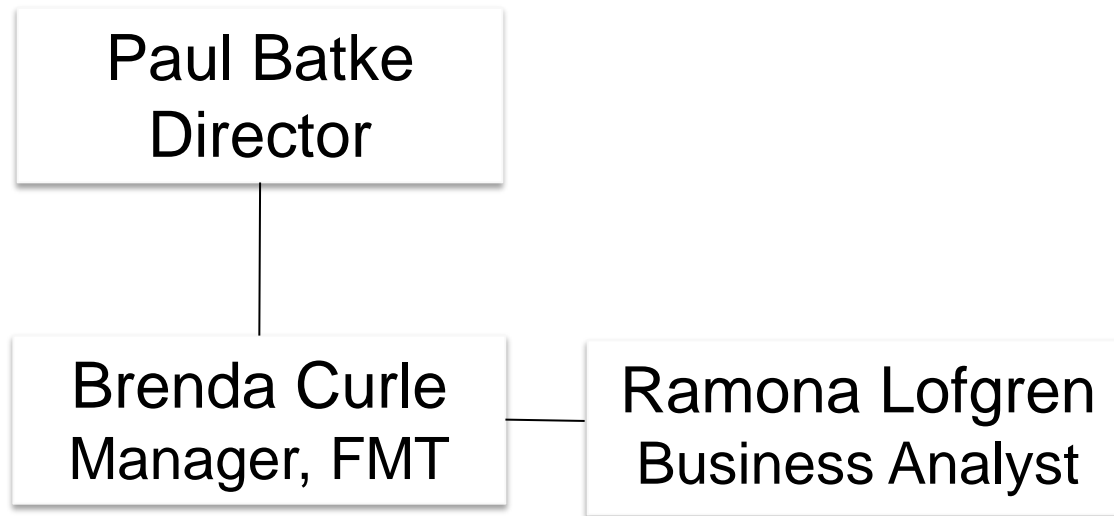 Paul Batke
Director
Brenda Curle
Manager, FMT
Ramona Lofgren
Business Analyst